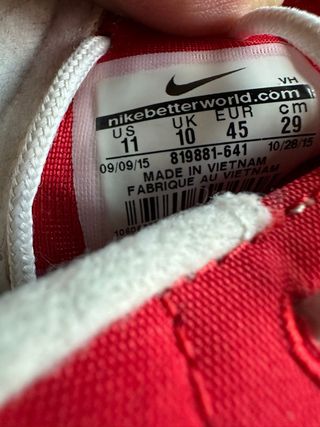 VH
nikebetterworld.com
US UK EUR cm
11 10 45 29
09/09/15 819881-641 10/28/15
MADE IN VIETNAM
FABRIQUE AU VIETNAM